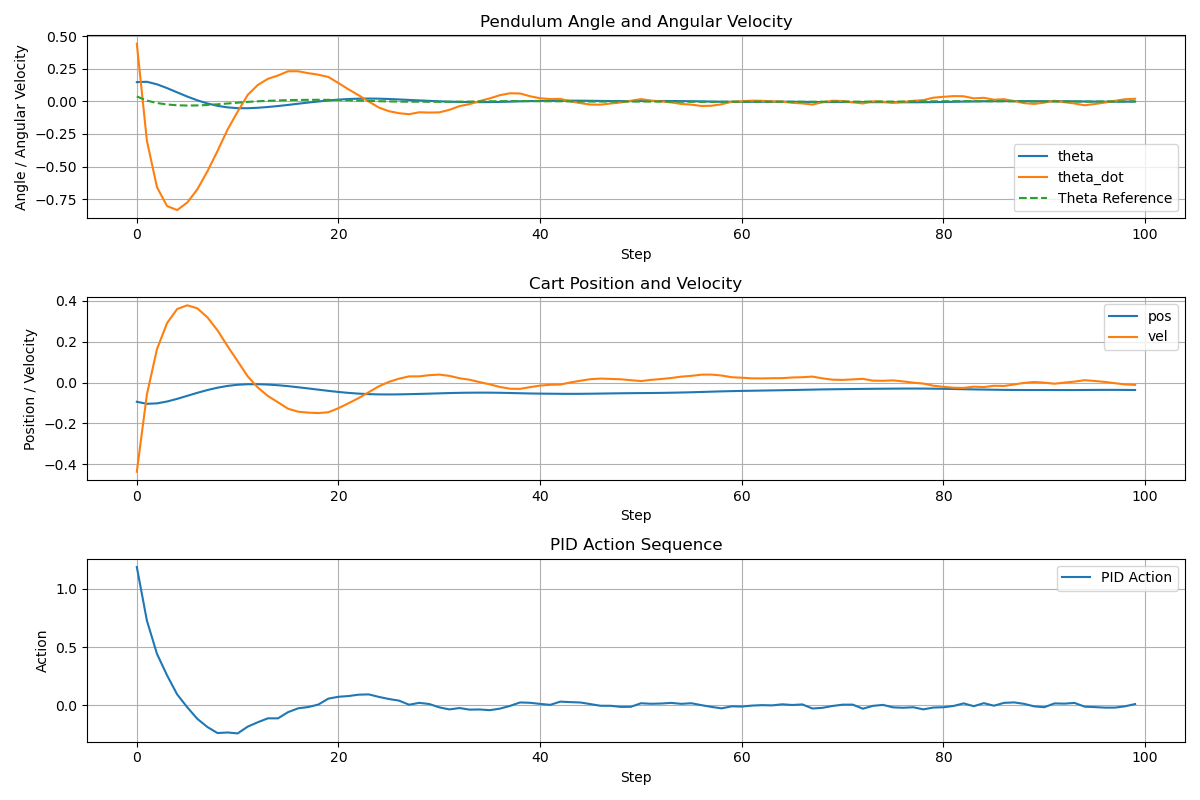 Pendulum Angle and Angular Velocity
Angle / Angular Velocity
0.50
0.25
0.00
−0.25
−0.50
−0.75
theta
theta_dot
Theta Reference
0 20 40 60 80 100
Step
Cart Position and Velocity
Position / Velocity
0.4
0.2
0.0
−0.2
−0.4
pos
vel
0 20 40 60 80 100
Step
PID Action Sequence
Action
1.0
0.5
0.0
PID Action
0 20 40 60 80 100
Step